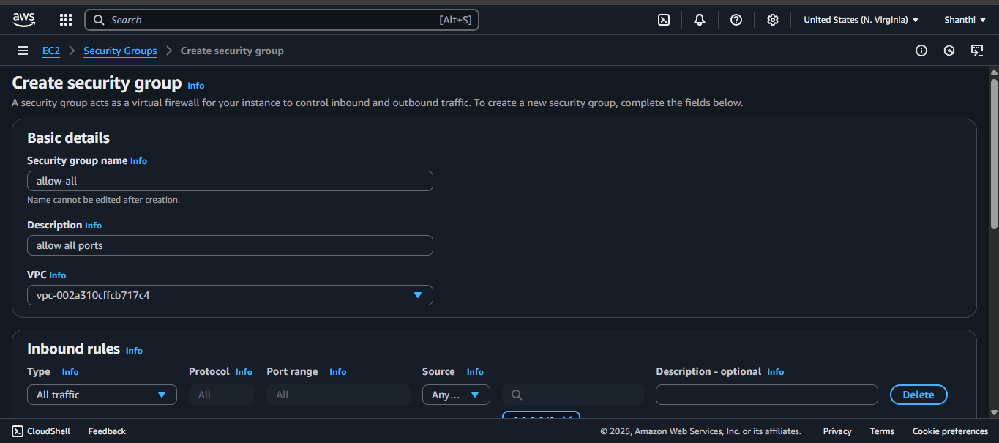 aws
Search [Alt+S]
United States (N. Virginia)
Shanthi
EC2 Security Groups Create security group
Create security group Info
A security group acts as a virtual firewall for your instance to control inbound and outbound traffic. To create a new security group, complete the fields below.
Basic details
Security group name Info
allow-all
Name cannot be edited after creation.
Description Info
allow all ports
VPC Info
vpc-002a310cffcb717c4
Inbound rules Info
Type Info Protocol Info Port range Info Source Info Description - optional Info
All traffic All All Any... Delete
CloudShell Feedback © 2025, Amazon Web Services, Inc. or its affiliates. Privacy Terms Cookie preferences